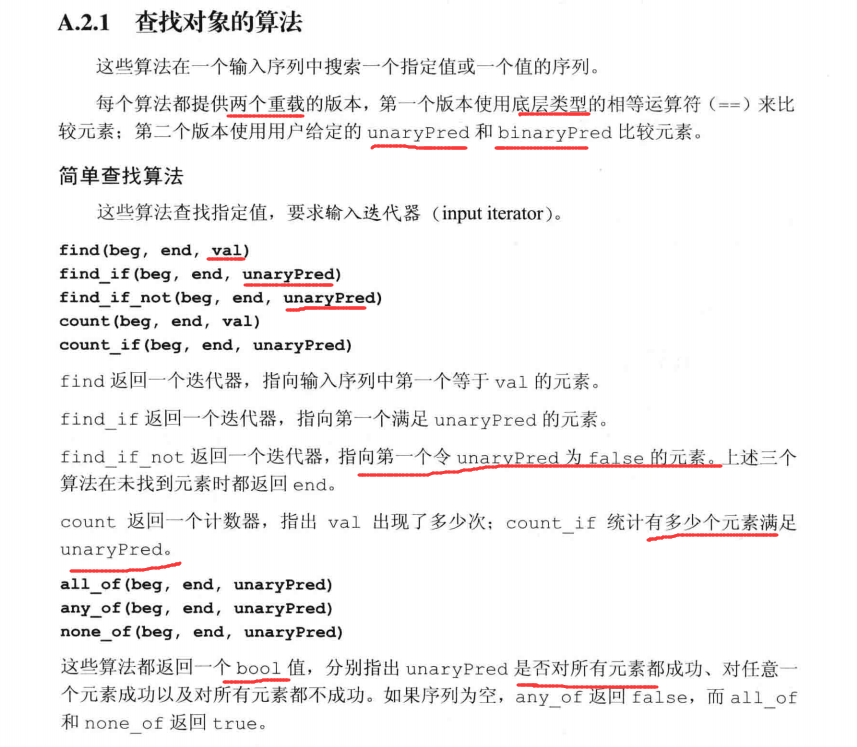 A.2.1 查找对象的算法
这些算法在一个输入序列中搜索一个指定值或一个值的序列。
每个算法都提供两个重载的版本，第一个版本使用底层类型的相等运算符（==）来比
较元素；第二个版本使用用户给定的 unaryPred 和 binaryPred 比较元素。
简单查找算法
这些算法查找指定值，要求输入迭代器（input iterator）。
find(beg, end, val)
find_if(beg, end, unaryPred)
find_if_not(beg, end, unaryPred)
count(beg, end, val)
count_if(beg, end, unaryPred)
find 返回一个迭代器，指向输入序列中第一个等于 val 的元素。
find_if 返回一个迭代器，指向第一个满足 unaryPred 的元素。
find_if_not 返回一个迭代器，指向第一个令 unaryPred 为 false 的元素。上述三个
算法在未找到元素时都返回 end。
count 返回一个计数器，指出 val 出现了多少次；count_if 统计有多少个元素满足
unaryPred。
all_of(beg, end, unaryPred)
any_of(beg, end, unaryPred)
none_of(beg, end, unaryPred)
这些算法都返回一个 bool 值，分别指出 unaryPred 是否对所有元素都成功、对任意一
个元素成功以及对所有元素都不成功。如果序列为空，any_of 返回 false，而 all_of
和 none_of 返回 true。